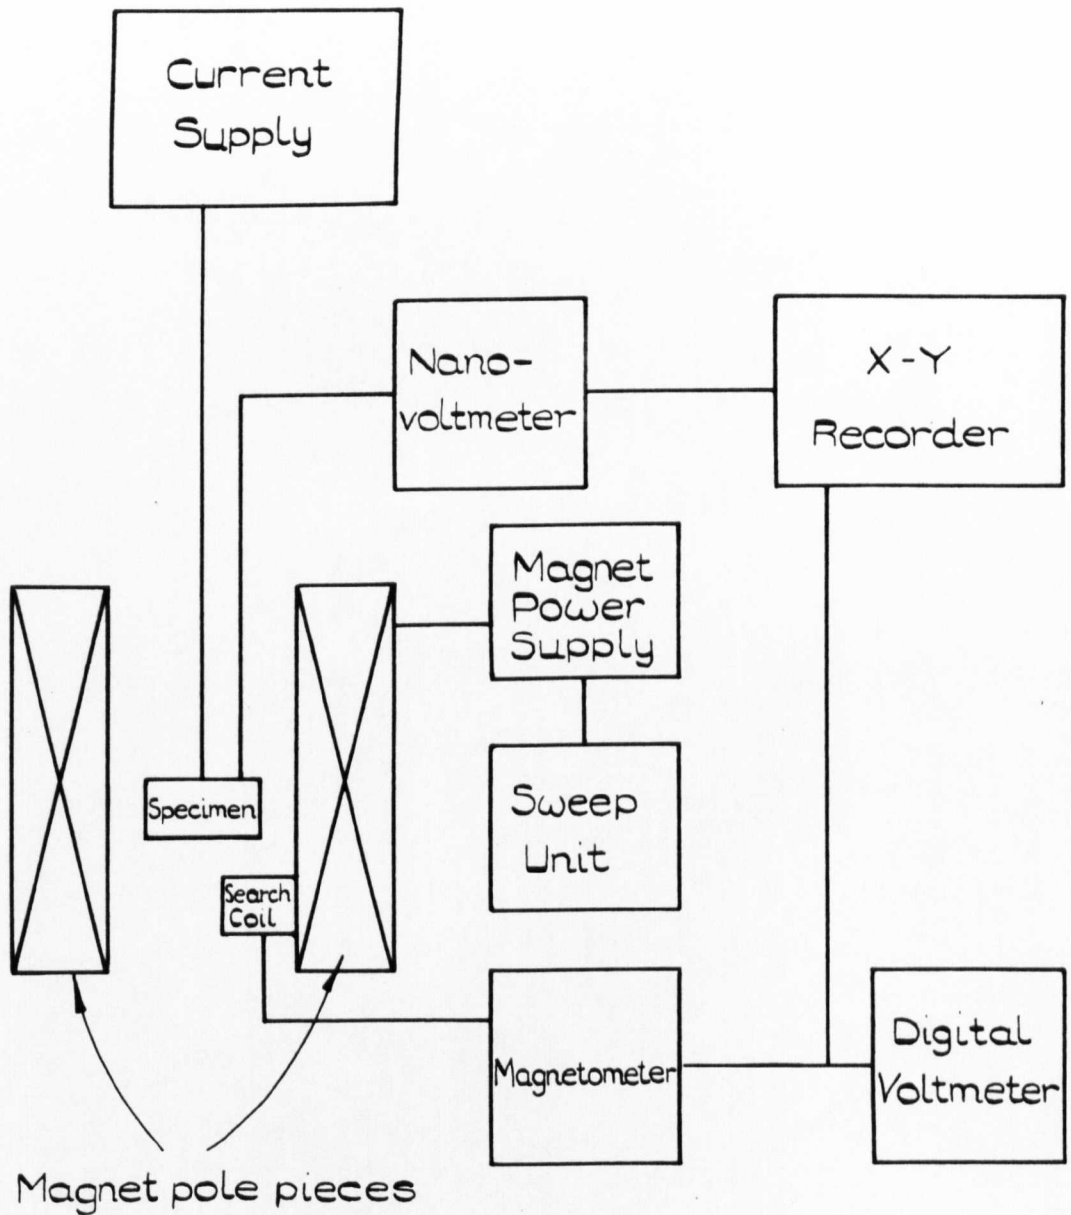 Current
Supply
Nano-
voltmeter
X-Y
Recorder
Magnet
Power
Supply
Specimen
Sweep
Unit
Search
Coil
Magnetometer
Digital
Voltmeter
Magnet pole pieces